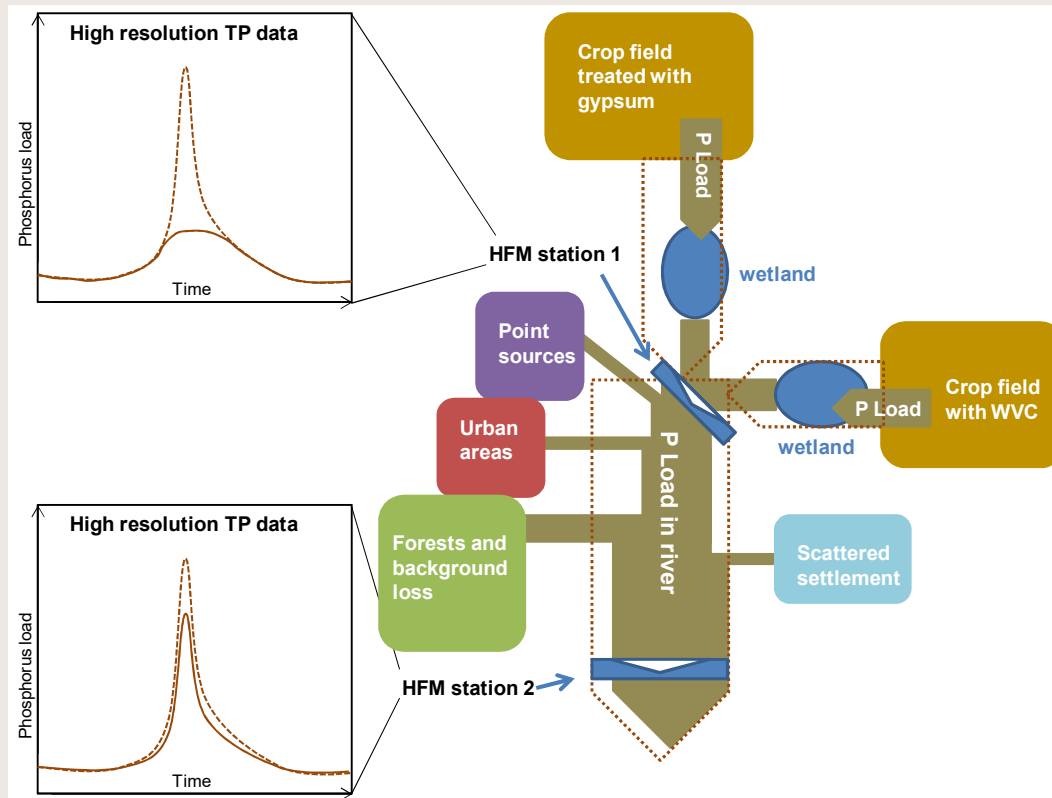 High resolution TP data
Phosphorus load
Time
Crop field
treated with
gypsum
P Load
HFM station 1
wetland
Point
sources
Crop field
with WVC
P Load
wetland
Urban
areas
P Load in river
High resolution TP data
Phosphorus load
Time
Forests and
background
loss
Scattered
settlement
HFM station 2